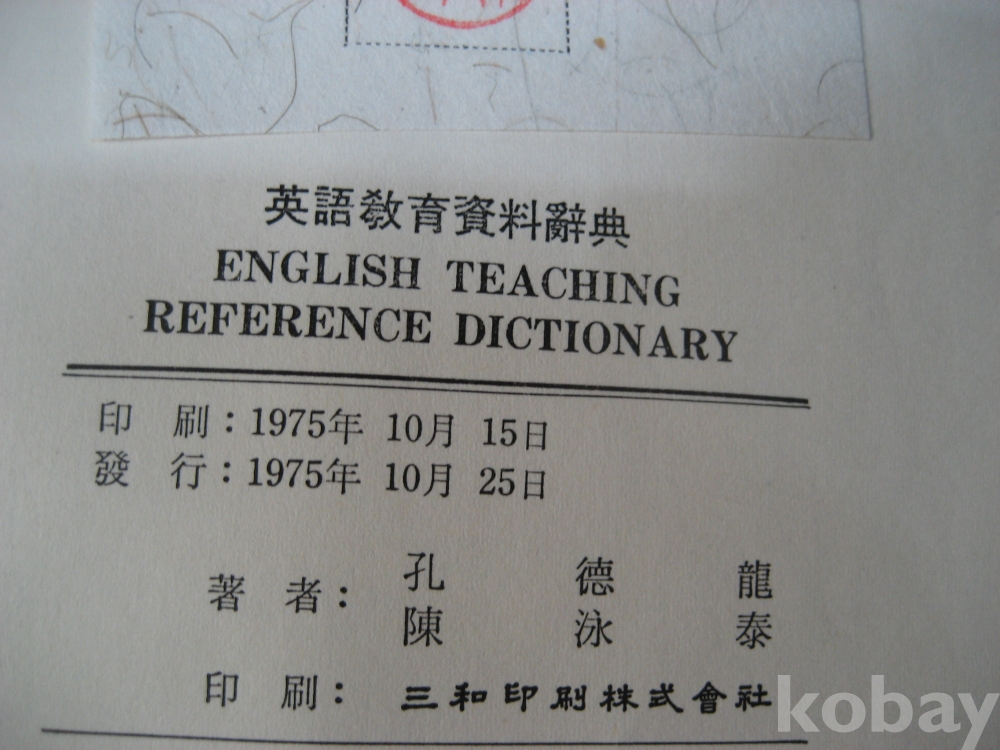 英語敎育資料辭典
ENGLISH TEACHING
REFERENCE DICTIONARY
印 刷 : 1975年 10月 15日
發 行 : 1975年 10月 25日
著 者 : 孔 德 龍
陳 泳 泰
印 刷 : 三和印刷株式會社
kobay